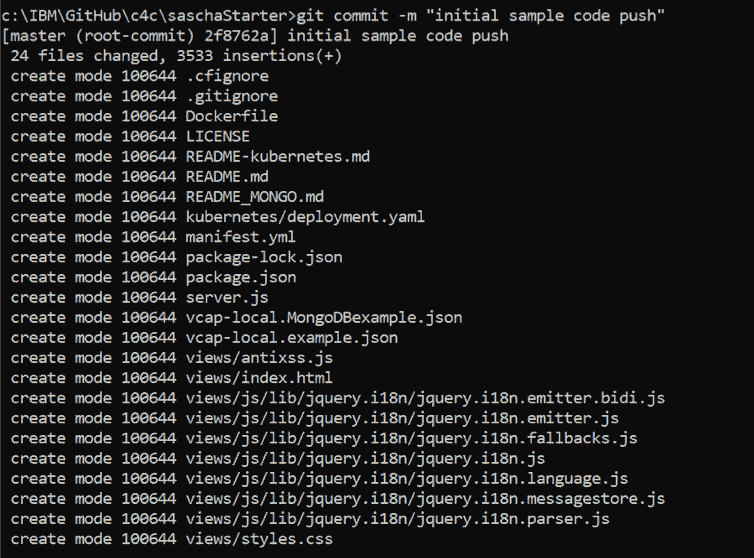 c:\IBM\GitHub\c4c\saschaStarter>git commit -m "initial sample code push"
[master (root-commit) 2f8762a] initial sample code push
 24 files changed, 3533 insertions(+)
 create mode 100644 .cfignore
 create mode 100644 .gitignore
 create mode 100644 Dockerfile
 create mode 100644 LICENSE
 create mode 100644 README-kubernetes.md
 create mode 100644 README.md
 create mode 100644 README_MONGO.md
 create mode 100644 kubernetes/deployment.yaml
 create mode 100644 manifest.yml
 create mode 100644 package-lock.json
 create mode 100644 package.json
 create mode 100644 server.js
 create mode 100644 vcap-local.MongoDBexample.json
 create mode 100644 vcap-local.example.json
 create mode 100644 views/antixss.js
 create mode 100644 views/index.html
 create mode 100644 views/js/lib/jquery.i18n/jquery.i18n.emitter.bidi.js
 create mode 100644 views/js/lib/jquery.i18n/jquery.i18n.emitter.js
 create mode 100644 views/js/lib/jquery.i18n/jquery.i18n.fallbacks.js
 create mode 100644 views/js/lib/jquery.i18n/jquery.i18n.js
 create mode 100644 views/js/lib/jquery.i18n/jquery.i18n.language.js
 create mode 100644 views/js/lib/jquery.i18n/jquery.i18n.messagestore.js
 create mode 100644 views/js/lib/jquery.i18n/jquery.i18n.parser.js
 create mode 100644 views/styles.css